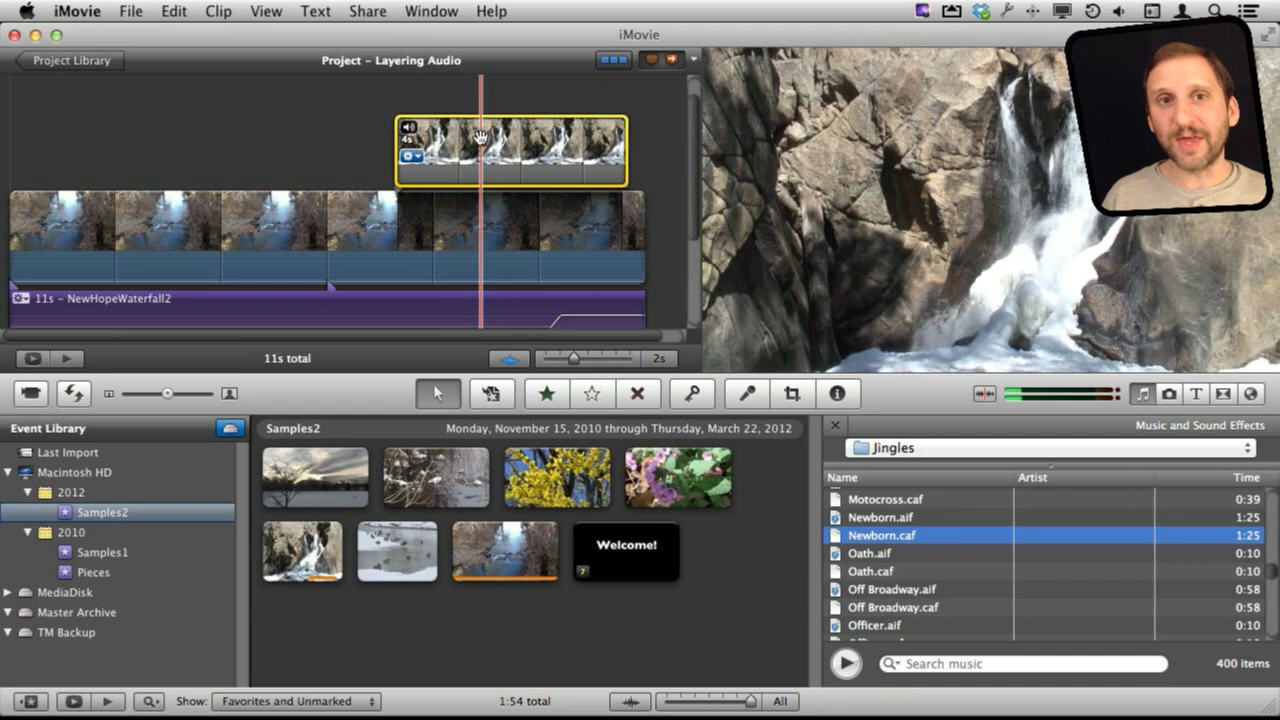 iMovie File Edit Clip View Text Share Window Help
iMovie
Project Library
Project – Layering Audio
4s
11s – NewHopeWaterfall2
11s total
2s
Event Library
Samples2
Monday, November 15, 2010 through Thursday, March 22, 2012
Last Import
Macintosh HD
2012
Samples2
2010
Samples1
Pieces
MediaDisk
Master Archive
TM Backup
Welcome!
7
Music and Sound Effects
Jingles
Name Artist Time
Motocross.caf 0:39
Newborn.aif 1:25
Newborn.caf 1:25
Oath.aif 0:10
Oath.caf 0:10
Off Broadway.aif 0:58
Off Broadway.caf 0:58
Officer.aif 0:10
Search music
400 items
Show: Favorites and Unmarked
1:54 total
All